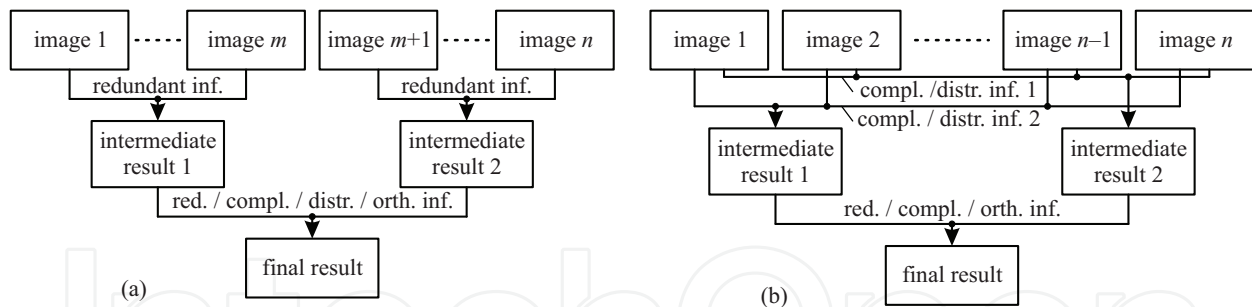 image 1
image m
image m+1
image n
redundant inf.
redundant inf.
intermediate
result 1
intermediate
result 2
red. / compl. / distr. / orth. inf.
final result
(a)
image 1
image 2
image n–1
image n
compl. /distr. inf. 1
compl. / distr. inf. 2
intermediate
result 1
intermediate
result 2
red. / compl. / orth. inf.
final result
(b)
IntechOpen